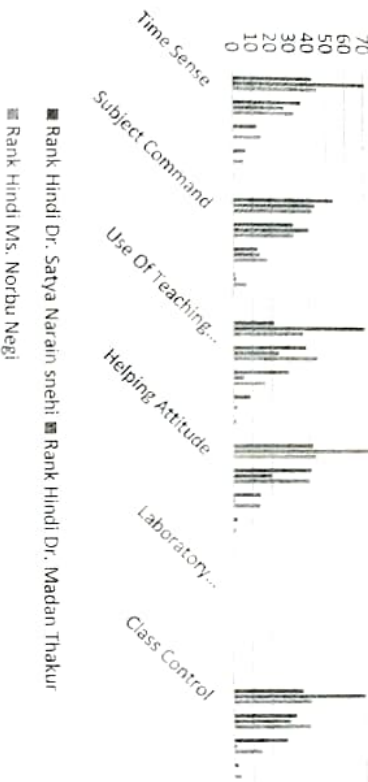 70
60
50
40
30
20
10
0
Time Sense
Subject Command
Use Of Teaching...
Helping Attitude
Laboratory...
Class Control
Rank Hindi Dr. Satya Narain snehi Rank Hindi Dr. Madan Thakur
Rank Hindi Ms. Norbu Negi